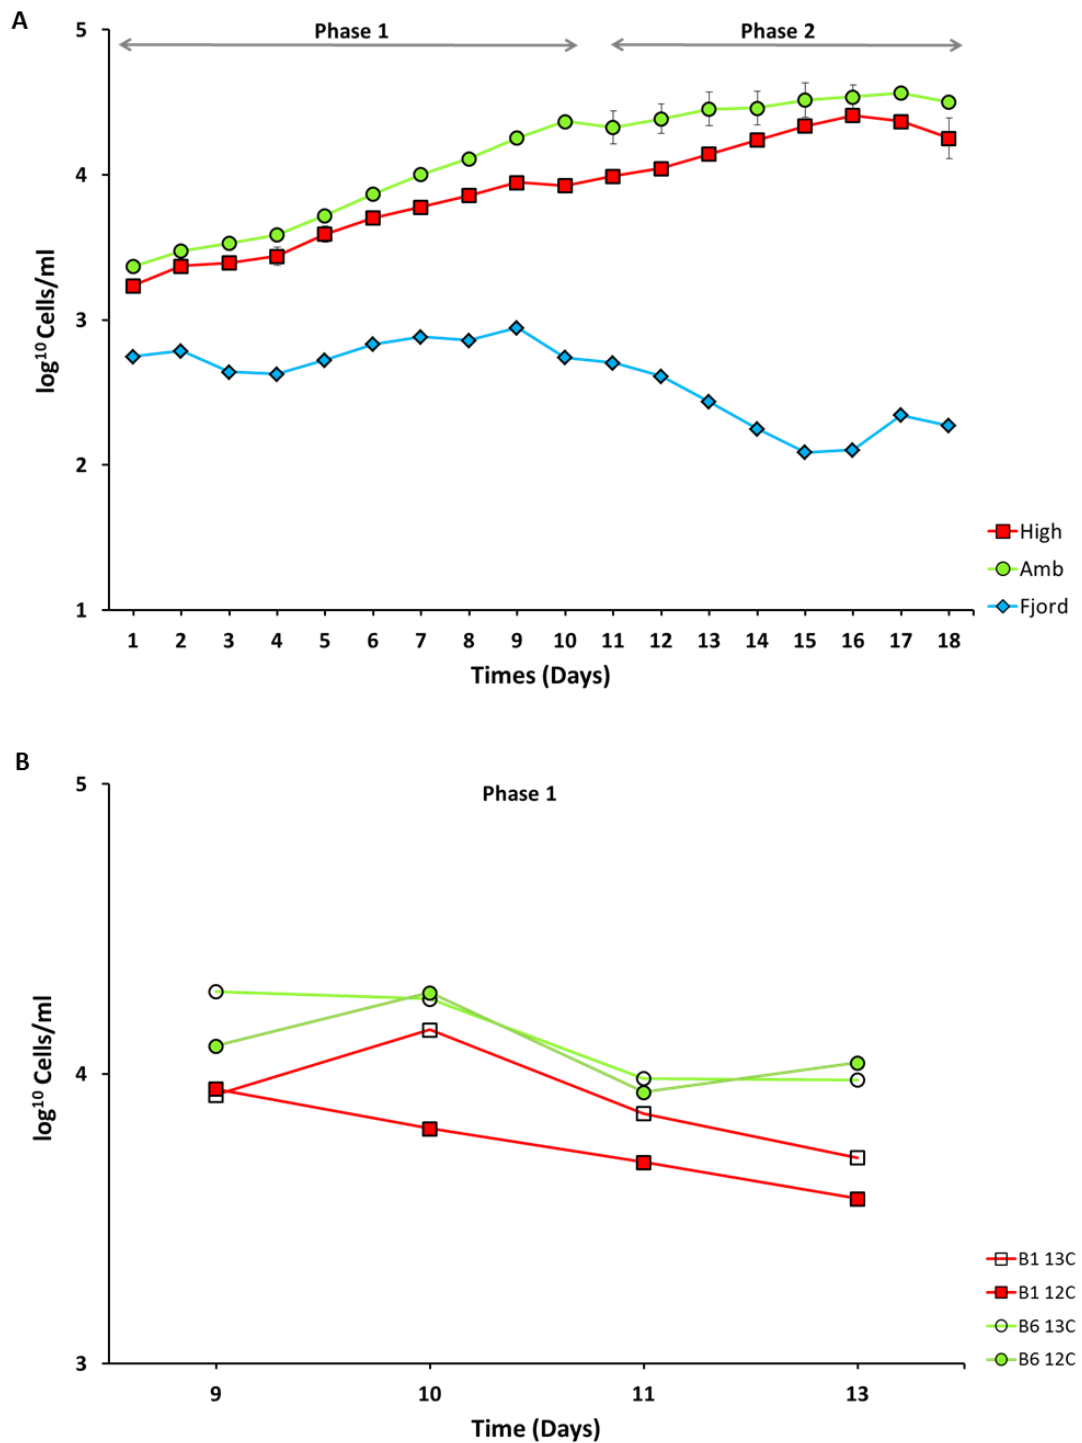 A
Phase 1 Phase 2
5
4
3
2
1
log10 Cells/ml
1 2 3 4 5 6 7 8 9 10 11 12 13 14 15 16 17 18
Times (Days)
High
Amb
Fjord
B
Phase 1
5
4
3
log10 Cells/ml
9 10 11 13
Time (Days)
B1 13C
B1 12C
B6 13C
B6 12C